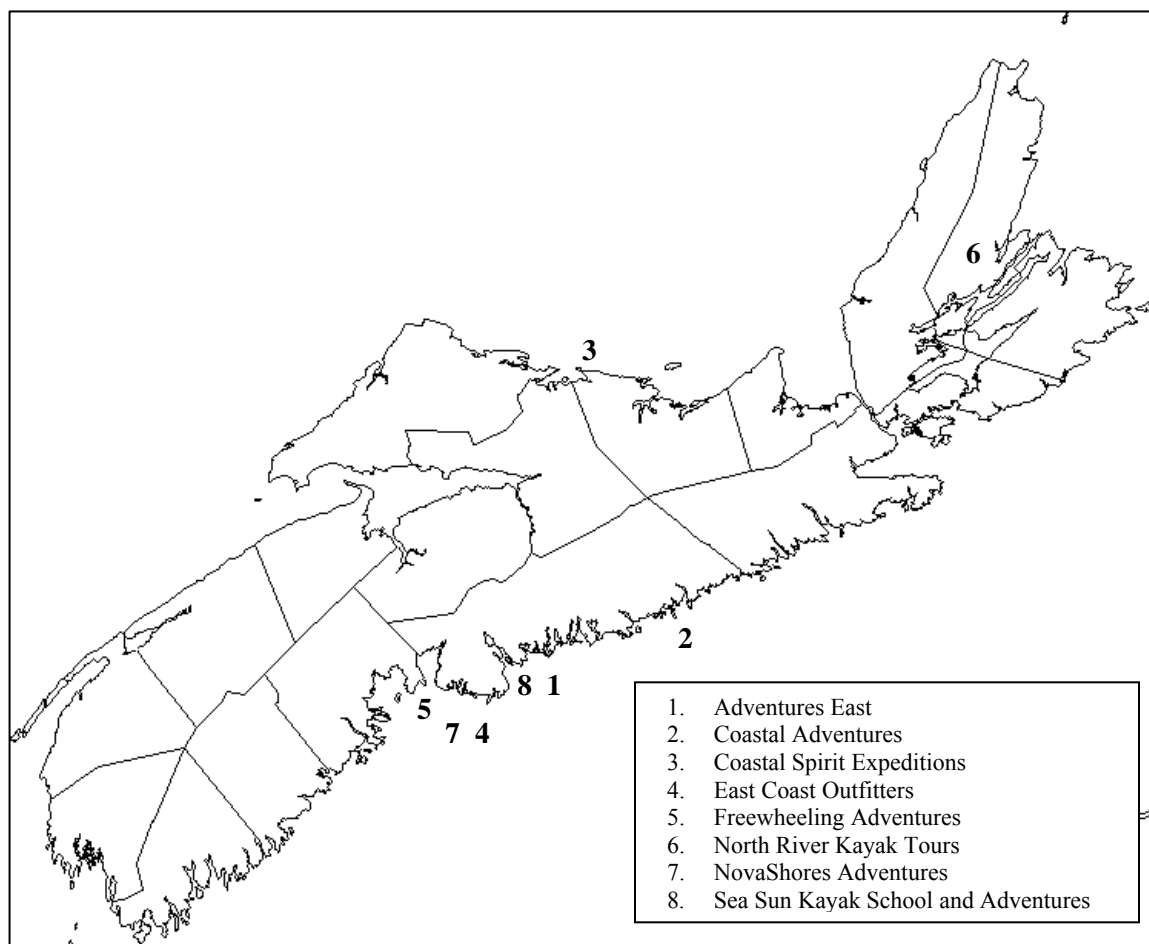 6
3
2
8 1
5
7 4
1. Adventures East
2. Coastal Adventures
3. Coastal Spirit Expeditions
4. East Coast Outfitters
5. Freewheeling Adventures
6. North River Kayak Tours
7. NovaShores Adventures
8. Sea Sun Kayak School and Adventures